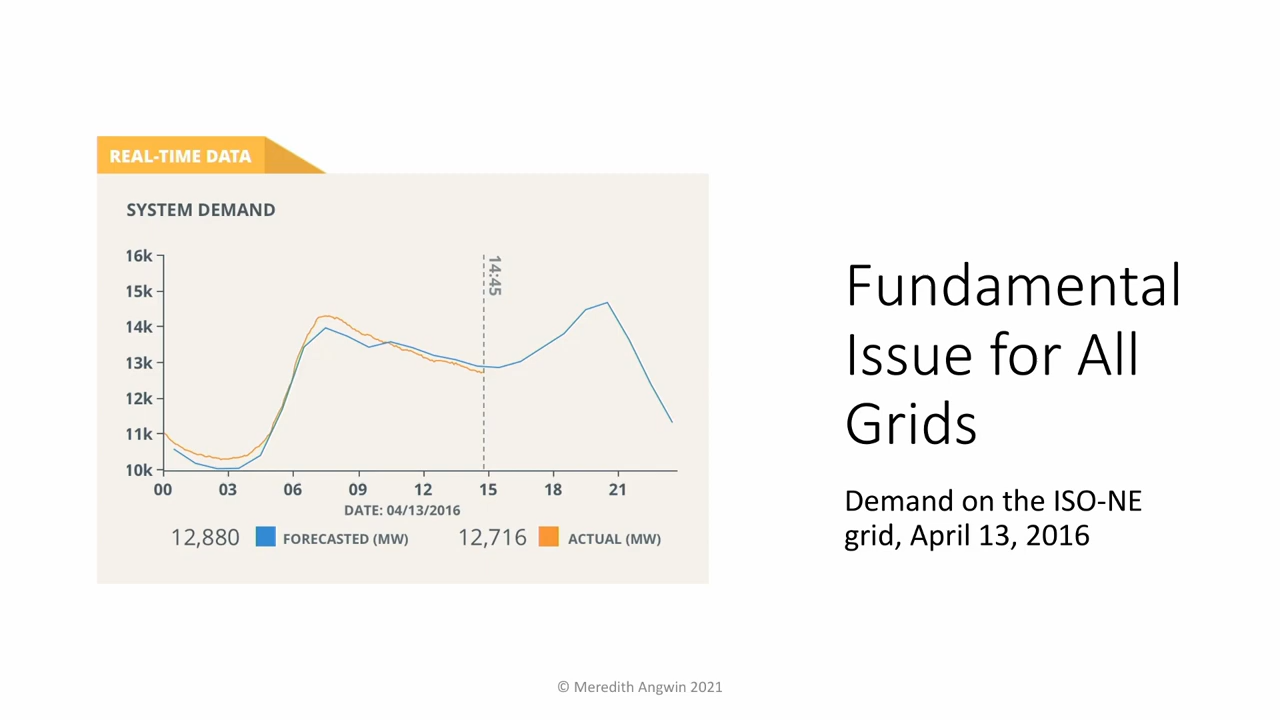 REAL-TIME DATA
SYSTEM DEMAND
16k
15k
14k
13k
12k
11k
10k
14:45
00 03 06 09 12 15 18 21
DATE: 04/13/2016
12,880 FORECASTED (MW) 12,716 ACTUAL (MW)
Fundamental
Issue for All
Grids
Demand on the ISO-NE
grid, April 13, 2016
© Meredith Angwin 2021